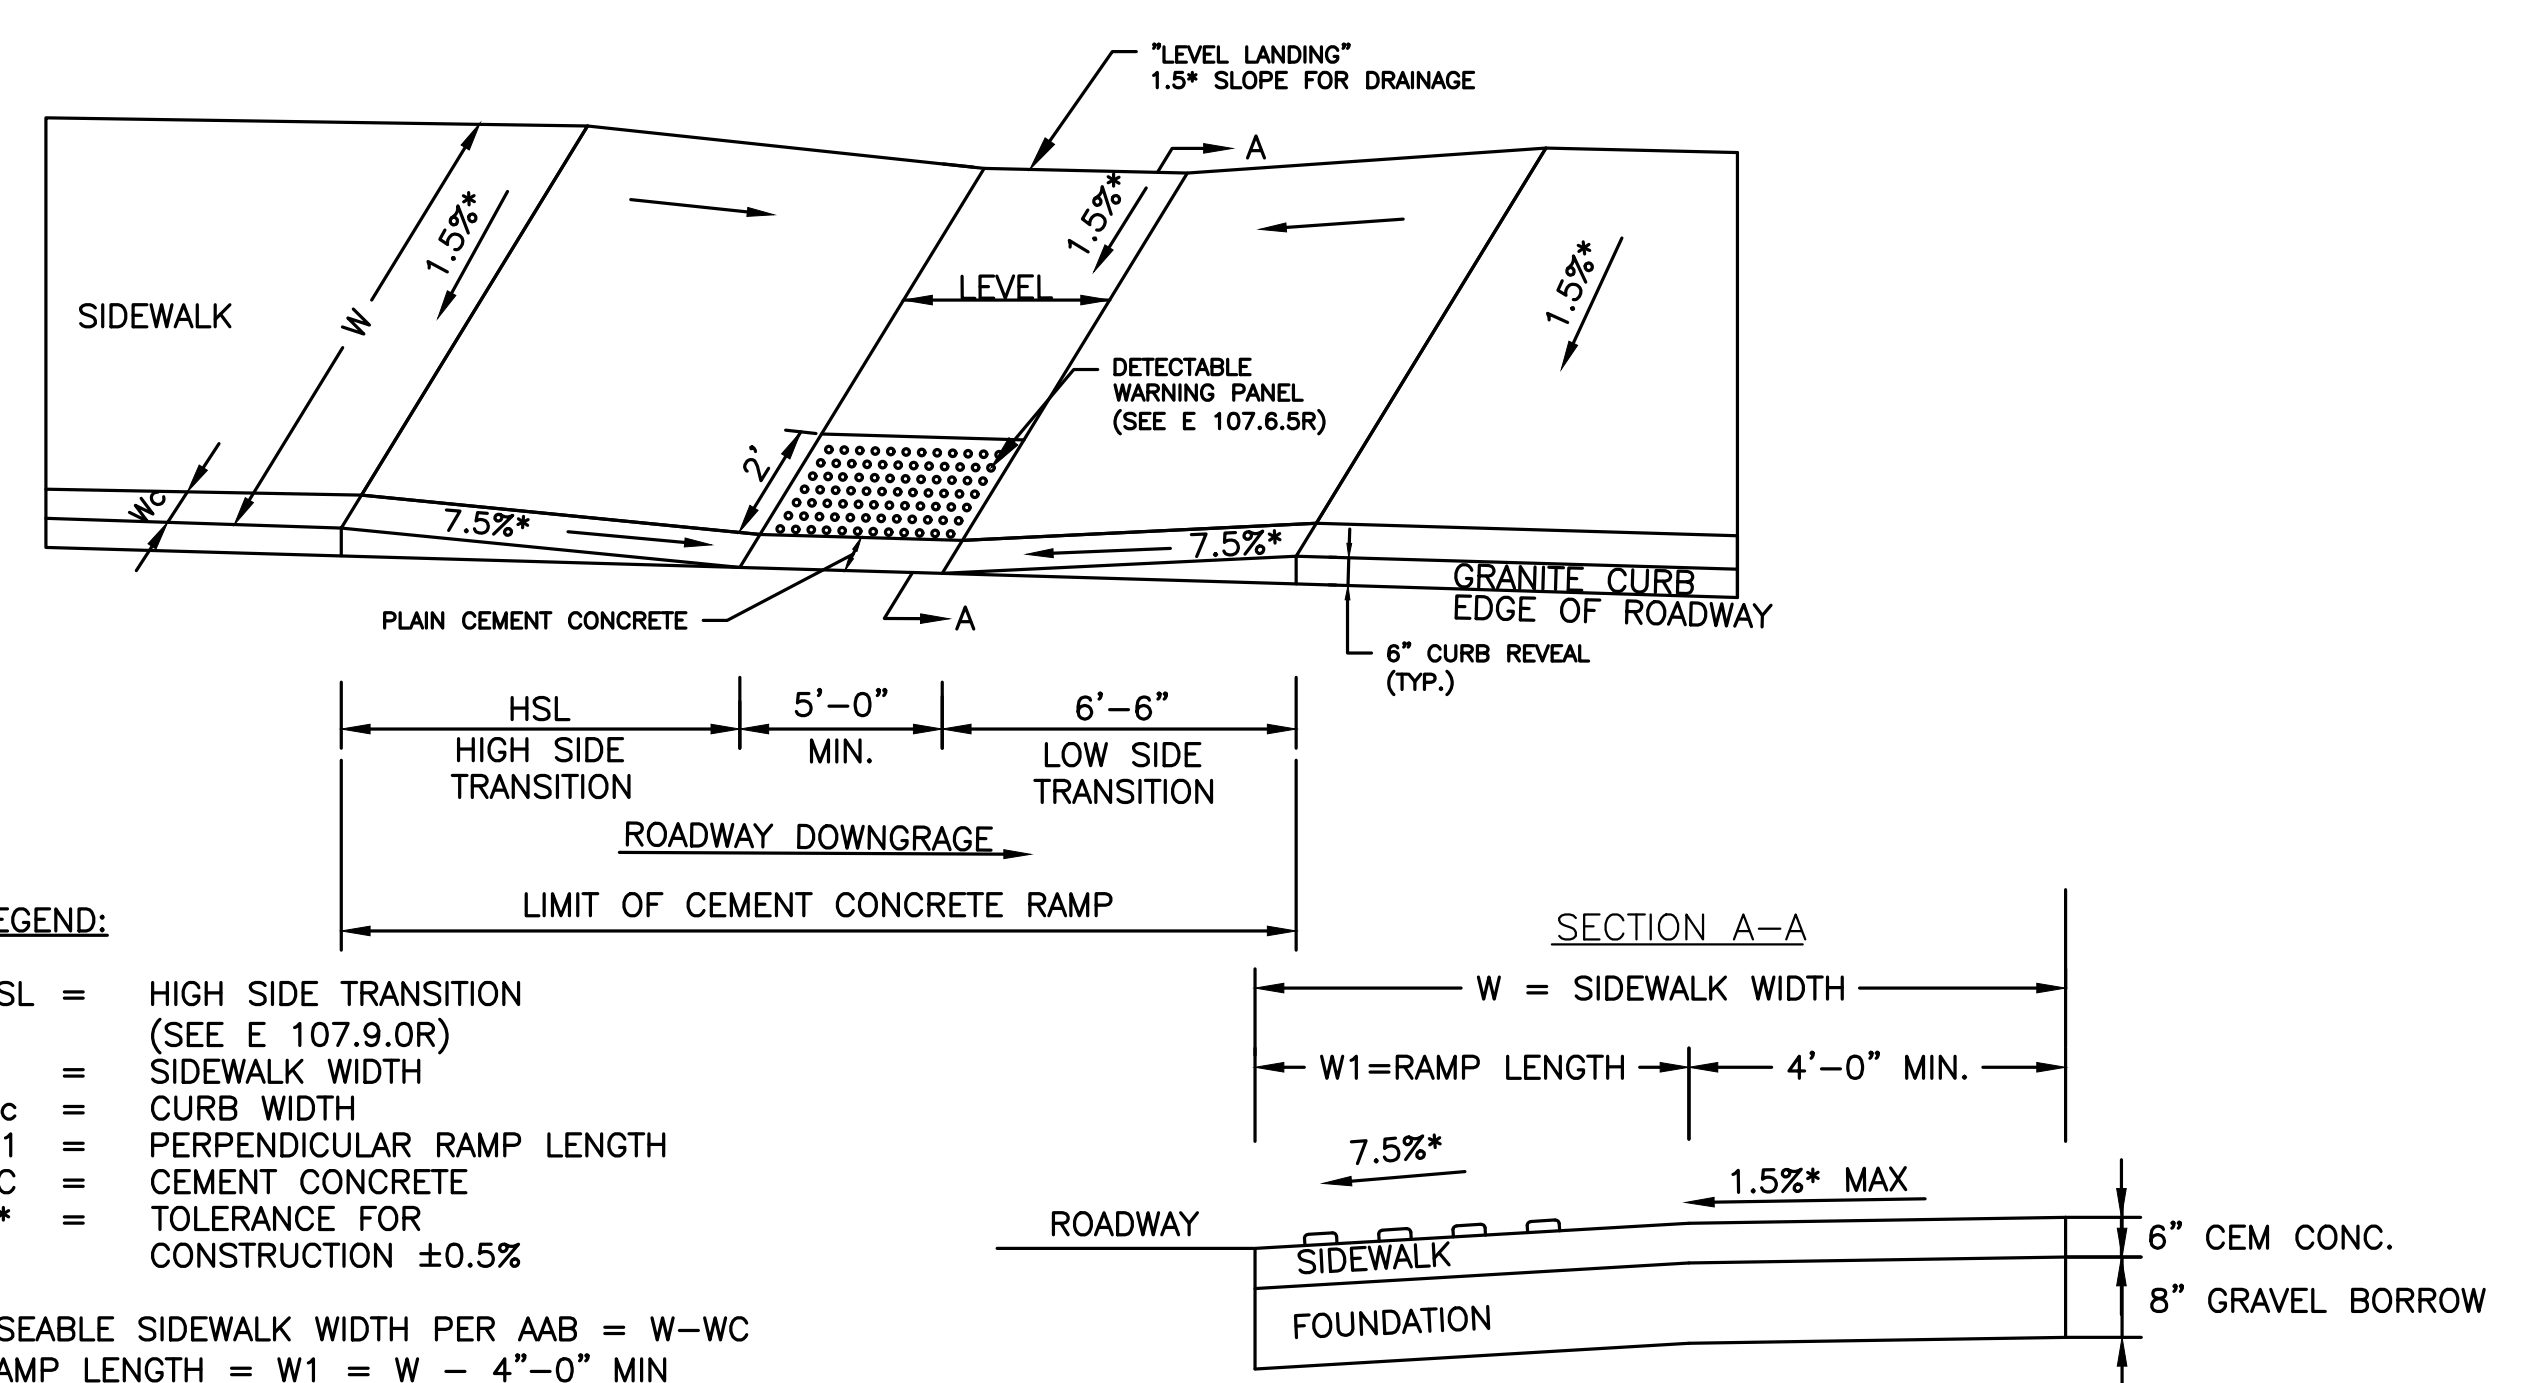 "LEVEL LANDING"
1.5* SLOPE FOR DRAINAGE
A
1.5%*
1.5%*
1.5%*
LEVEL
SIDEWALK
W
DETECTABLE
WARNING PANEL
(SEE E 107.6.5R)
2'
Wc
7.5%*
7.5%*
GRANITE CURB
EDGE OF ROADWAY
PLAIN CEMENT CONCRETE
A
6" CURB REVEAL
(TYP.)
HSL
HIGH SIDE
TRANSITION
5'-0"
MIN.
6'-6"
LOW SIDE
TRANSITION
ROADWAY DOWNGRAGE
LIMIT OF CEMENT CONCRETE RAMP
EGEND:
SL = HIGH SIDE TRANSITION
(SEE E 107.9.0R)
= SIDEWALK WIDTH
c = CURB WIDTH
1 = PERPENDICULAR RAMP LENGTH
C = CEMENT CONCRETE
* = TOLERANCE FOR
CONSTRUCTION ±0.5%
SEABLE SIDEWALK WIDTH PER AAB = W-WC
AMP LENGTH = W1 = W - 4"-0" MIN
SECTION A-A
W = SIDEWALK WIDTH
W1=RAMP LENGTH
4'-0" MIN.
7.5%*
1.5%* MAX
ROADWAY
SIDEWALK
FOUNDATION
6" CEM CONC.
8" GRAVEL BORROW